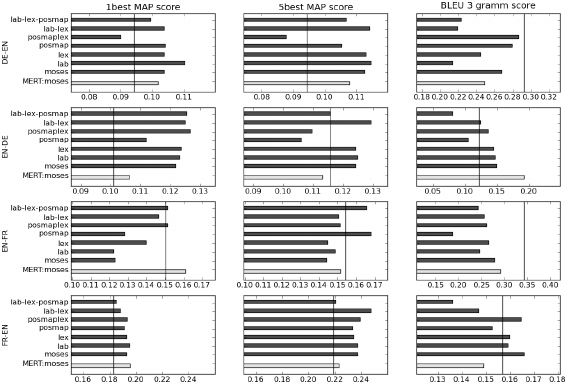 1best MAP score 5best MAP score BLEU 3 gramm score
DE-EN
lab-lex-posmap
lab-lex
posmaplex
posmap
lex
lab
moses
MERT:moses
0.08 0.09 0.10 0.11 0.08 0.09 0.10 0.11 0.18 0.20 0.22 0.24 0.26 0.28 0.30 0.32
EN-DE
lab-lex-posmap
lab-lex
posmaplex
posmap
lex
lab
moses
MERT:moses
0.09 0.10 0.11 0.12 0.13 0.09 0.10 0.11 0.12 0.13 0.05 0.10 0.15 0.20
EN-FR
lab-lex-posmap
lab-lex
posmaplex
posmap
lex
lab
moses
MERT:moses
0.10 0.11 0.12 0.13 0.14 0.15 0.16 0.17 0.10 0.11 0.12 0.13 0.14 0.15 0.16 0.17 0.15 0.20 0.25 0.30 0.35 0.40
FR-EN
lab-lex-posmap
lab-lex
posmaplex
posmap
lex
lab
moses
MERT:moses
0.16 0.18 0.20 0.22 0.24 0.16 0.18 0.20 0.22 0.24 0.12 0.13 0.14 0.15 0.16 0.17 0.18